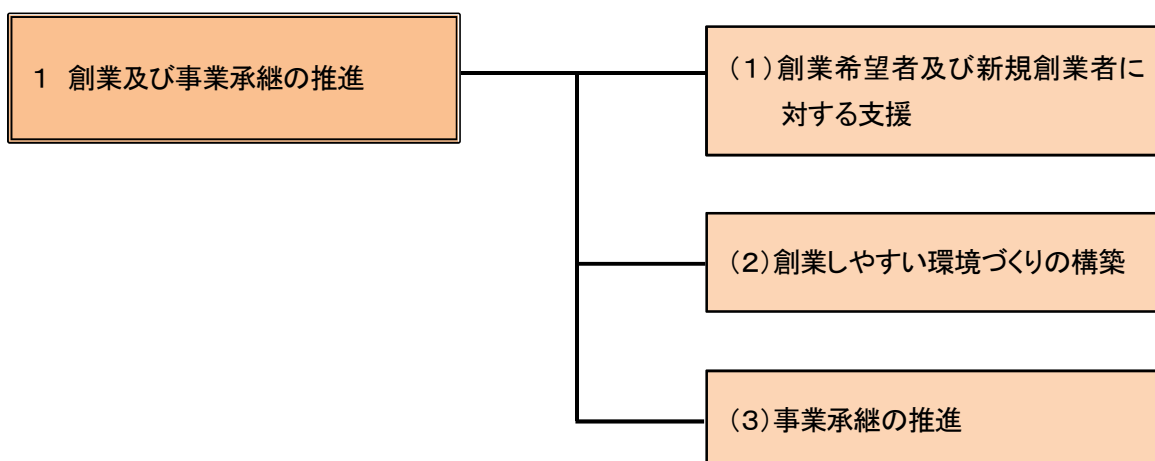 1 創業及び事業承継の推進
(1)創業希望者及び新規創業者に
対する支援
(2)創業しやすい環境づくりの構築
(3)事業承継の推進